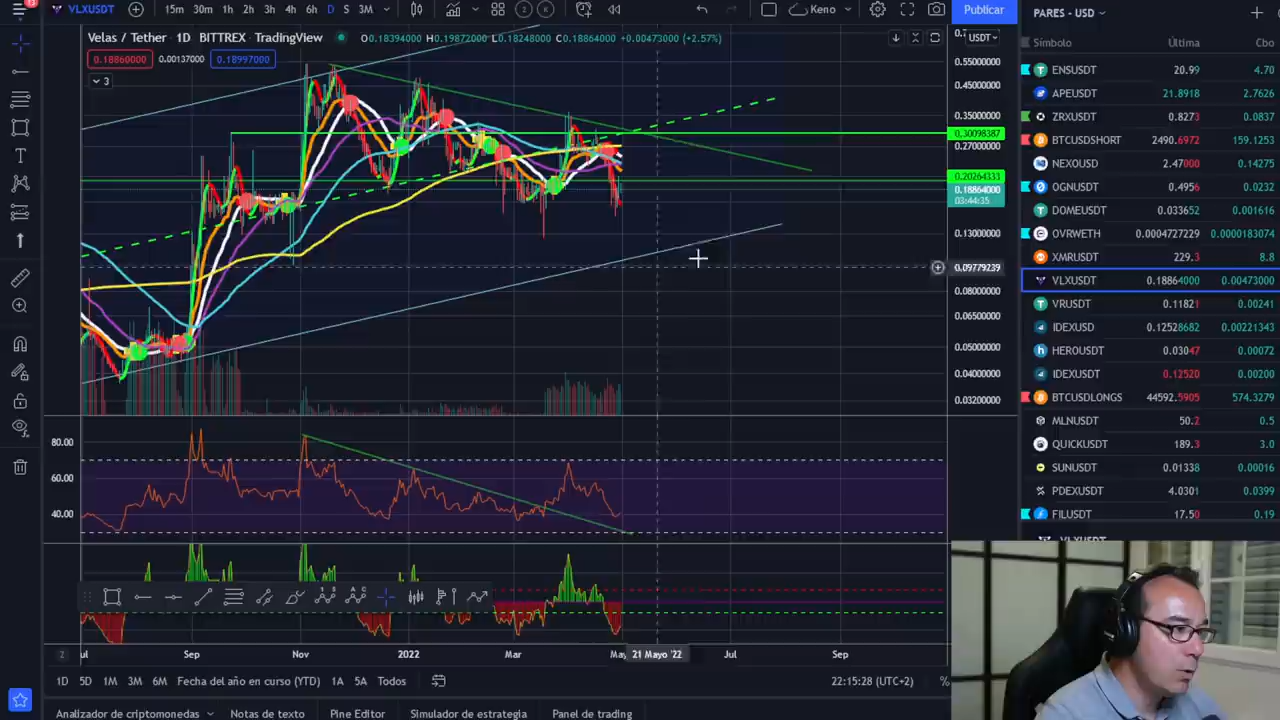 13
VLXUSDT
15m 30m 1h 2h 3h 4h 6h D S 3M
2
Keno
Publicar
PARES - USD
Velas / Tether · 1D · BITTREX · TradingView
O0.18394000 H0.19872000 L0.18248000 C0.18864000 +0.00473000 (+2.57%)
USDT
0.18860000
0.00137000
0.18997000
3
0.55000000
0.45000000
0.35000000
0.30098387
0.27000000
0.20264333
0.18864000
03:44:35
0.13000000
0.09779239
0.08000000
0.06500000
0.05000000
0.04000000
0.03200000
80.00
60.00
40.00
Símbolo Última Cbo
ENSUSDT 20.99 4.70
APEUSDT 21.8918 2.7626
ZRXUSDT 0.8273 0.0837
BTCUSDSHORT 2490.6972 159.1253
NEXOUSD 2.47000 0.14275
OGNUSDT 0.4956 0.0231
DOMEUSDT 0.033652 0.001616
OVRWETH 0.0004727229 0.0000183074
XMRUSDT 229.3 8.8
VLXUSDT 0.18864000 0.00473000
VRUSDT 0.1182 0.00241
IDEXUSD 0.12528682 0.00221343
HEROUSDT 0.03047 0.00072
IDEXUSDT 0.12520 0.00200
BTCUSDLONGS 44592.5905 574.3279
MLNUSDT 50.2 0.5
QUICKUSDT 189.3 3.0
SUNUSDT 0.01338 0.00016
PDEXUSDT 4.0301 0.0399
FILUSDT 17.50 0.19
VLXUSDT
Sep Nov 2022 Mar 21 Mayo '22 Jul Sep
1D 5D 1M 3M 6M Fecha del año en curso (YTD) 1A 5A Todos
22:15:28 (UTC+2)
%
Analizador de criptomonedas Notas de texto Pine Editor Simulador de estrategia Panel de trading